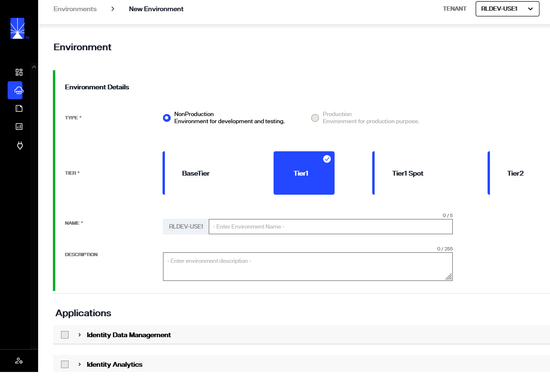 Environments > New Environment
TENANT RLDEV-USE1
Environment
Environment Details
TYPE *
NonProduction
Environment for development and testing.
Production
Environment for production purpose.
TIER * BaseTier Tier1 Tier1 Spot Tier2
0 / 5
NAME * RLDEV-USE1 - Enter Environment Name -
0 / 255
DESCRIPTION - Enter environment description -
Applications
> Identity Data Management
> Identity Analytics